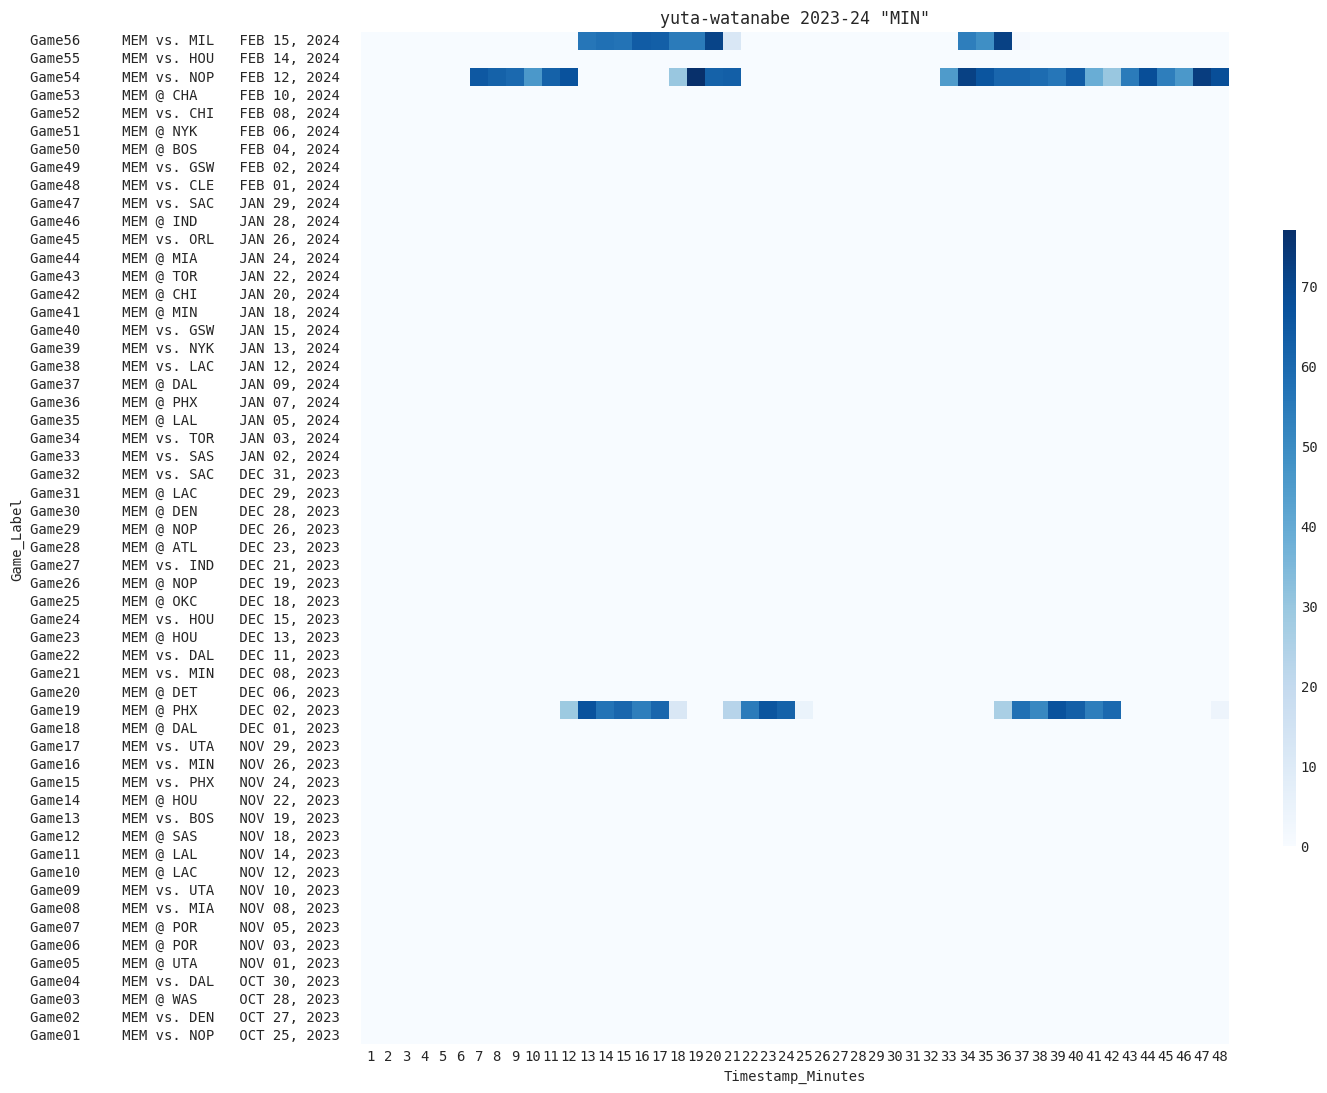 yuta-watanabe 2023-24 "MIN"
Game56 MEM vs. MIL FEB 15, 2024
Game55 MEM vs. HOU FEB 14, 2024
Game54 MEM vs. NOP FEB 12, 2024
Game53 MEM @ CHA FEB 10, 2024
Game52 MEM vs. CHI FEB 08, 2024
Game51 MEM @ NYK FEB 06, 2024
Game50 MEM @ BOS FEB 04, 2024
Game49 MEM vs. GSW FEB 02, 2024
Game48 MEM vs. CLE FEB 01, 2024
Game47 MEM vs. SAC JAN 29, 2024
Game46 MEM @ IND JAN 28, 2024
Game45 MEM vs. ORL JAN 26, 2024
Game44 MEM @ MIA JAN 24, 2024
Game43 MEM @ TOR JAN 22, 2024
Game42 MEM @ CHI JAN 20, 2024
Game41 MEM @ MIN JAN 18, 2024
Game40 MEM vs. GSW JAN 15, 2024
Game39 MEM vs. NYK JAN 13, 2024
Game38 MEM vs. LAC JAN 12, 2024
Game37 MEM @ DAL JAN 09, 2024
Game36 MEM @ PHX JAN 07, 2024
Game35 MEM @ LAL JAN 05, 2024
Game34 MEM vs. TOR JAN 03, 2024
Game33 MEM vs. SAS JAN 02, 2024
Game32 MEM vs. SAC DEC 31, 2023
Game31 MEM @ LAC DEC 29, 2023
Game30 MEM @ DEN DEC 28, 2023
Game29 MEM @ NOP DEC 26, 2023
Game28 MEM @ ATL DEC 23, 2023
Game27 MEM vs. IND DEC 21, 2023
Game26 MEM @ NOP DEC 19, 2023
Game25 MEM @ OKC DEC 18, 2023
Game24 MEM vs. HOU DEC 15, 2023
Game23 MEM @ HOU DEC 13, 2023
Game22 MEM vs. DAL DEC 11, 2023
Game21 MEM vs. MIN DEC 08, 2023
Game20 MEM @ DET DEC 06, 2023
Game19 MEM @ PHX DEC 02, 2023
Game18 MEM @ DAL DEC 01, 2023
Game17 MEM vs. UTA NOV 29, 2023
Game16 MEM vs. MIN NOV 26, 2023
Game15 MEM vs. PHX NOV 24, 2023
Game14 MEM @ HOU NOV 22, 2023
Game13 MEM vs. BOS NOV 19, 2023
Game12 MEM @ SAS NOV 18, 2023
Game11 MEM @ LAL NOV 14, 2023
Game10 MEM @ LAC NOV 12, 2023
Game09 MEM vs. UTA NOV 10, 2023
Game08 MEM vs. MIA NOV 08, 2023
Game07 MEM @ POR NOV 05, 2023
Game06 MEM @ POR NOV 03, 2023
Game05 MEM @ UTA NOV 01, 2023
Game04 MEM vs. DAL OCT 30, 2023
Game03 MEM @ WAS OCT 28, 2023
Game02 MEM vs. DEN OCT 27, 2023
Game01 MEM vs. NOP OCT 25, 2023
Game_Label
1 2 3 4 5 6 7 8 9 10 11 12 13 14 15 16 17 18 19 20 21 22 23 24 25 26 27 28 29 30 31 32 33 34 35 36 37 38 39 40 41 42 43 44 45 46 47 48
Timestamp_Minutes
70
60
50
40
30
20
10
0